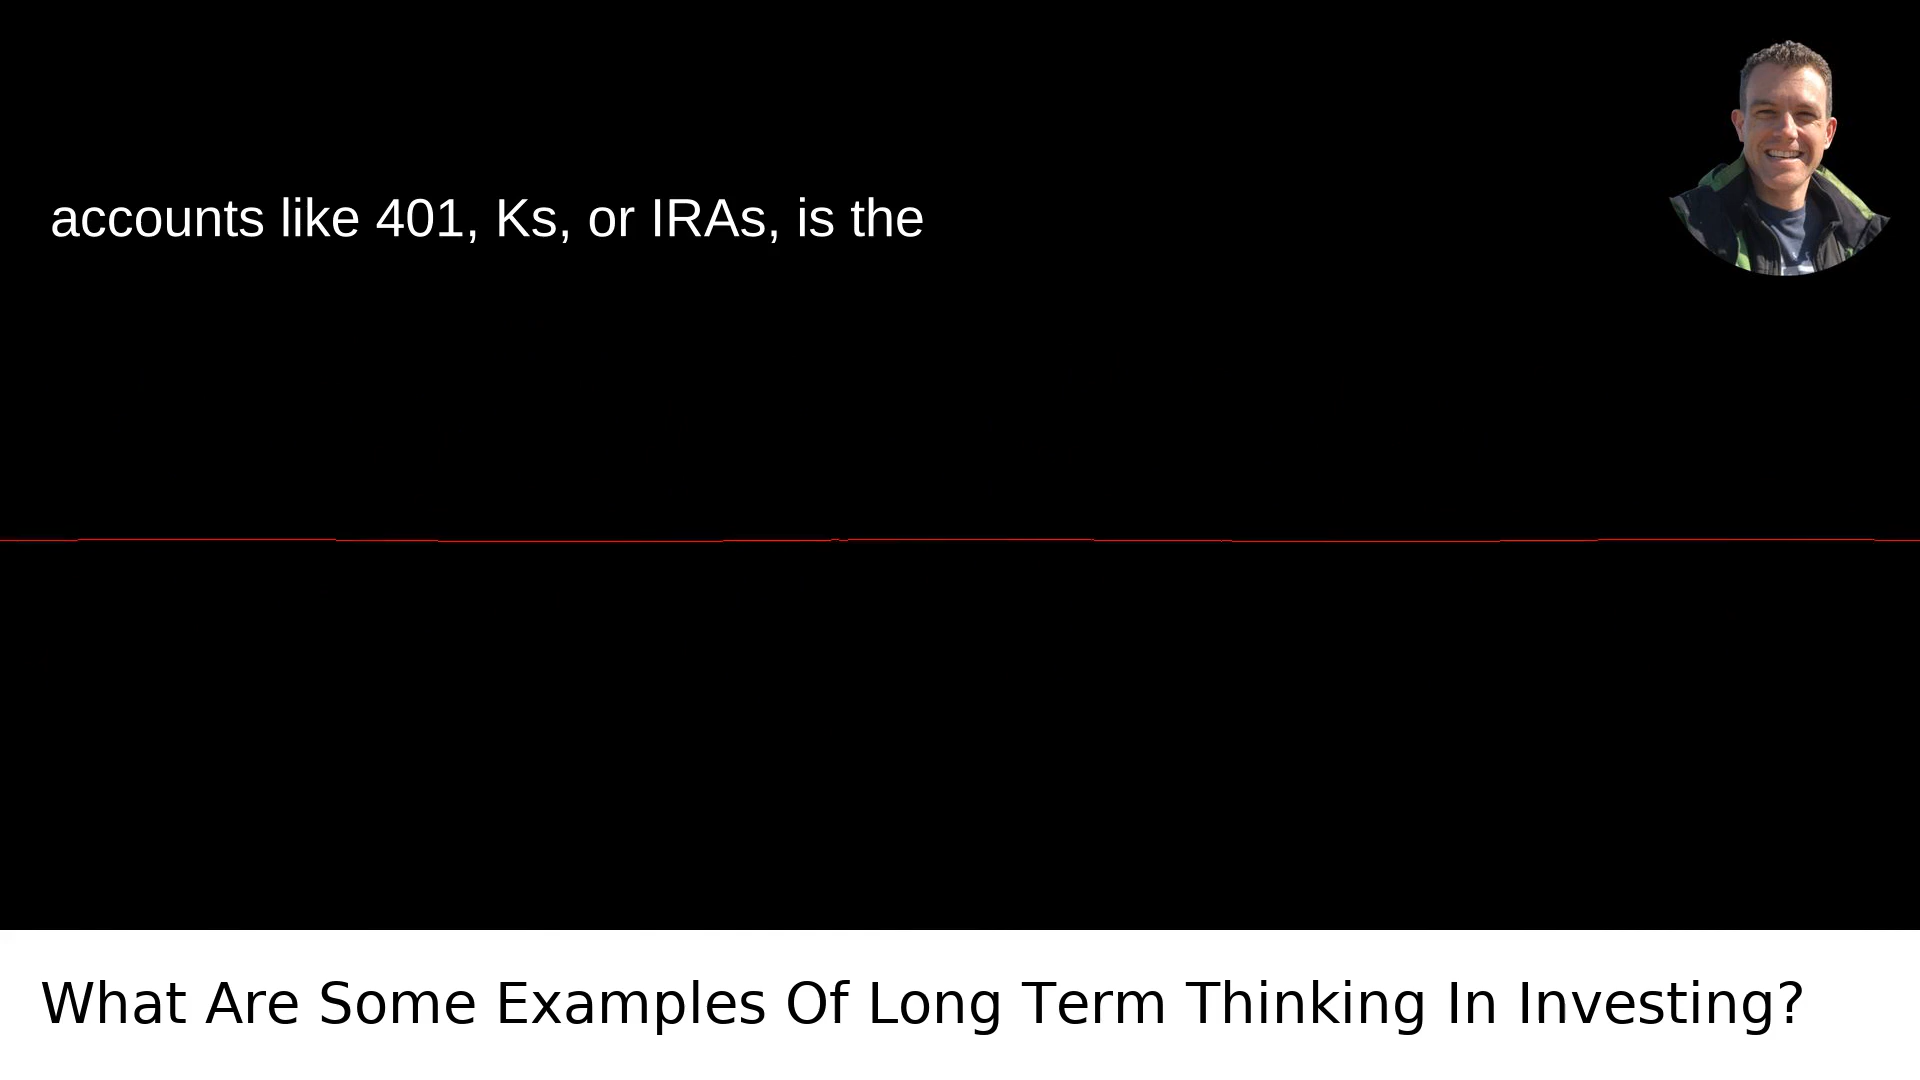 accounts like 401, Ks, or IRAs, is the
What Are Some Examples Of Long Term Thinking In Investing?